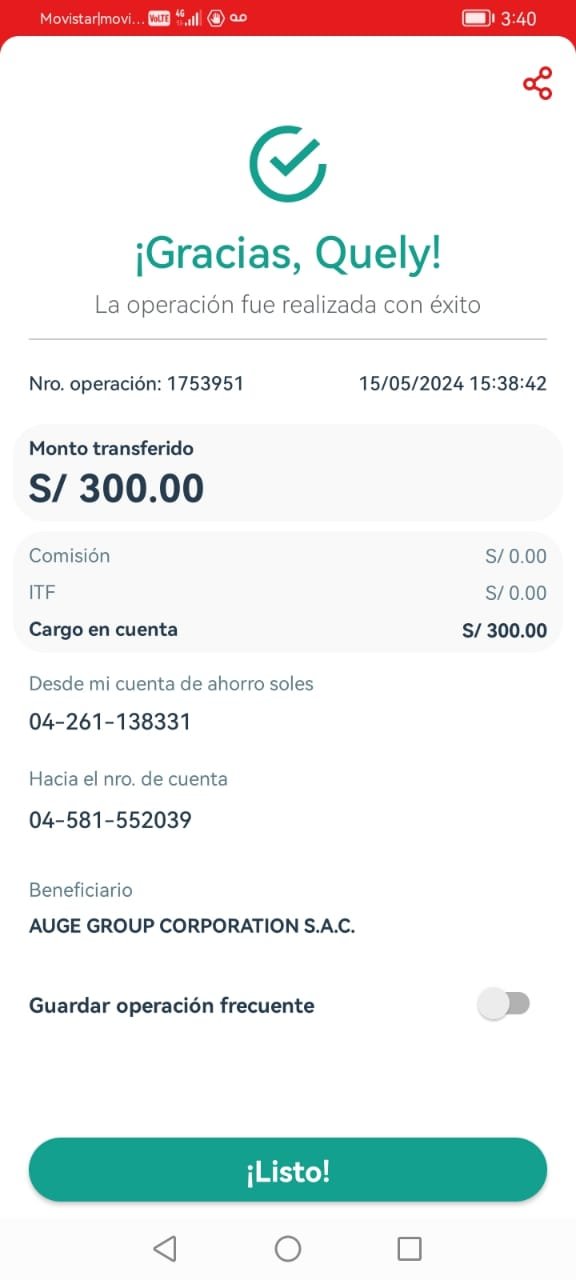 Movistar|movi... VoLTE 4G 3:40
¡Gracias, Quely!
La operación fue realizada con éxito
Nro. operación: 1753951 15/05/2024 15:38:42
Monto transferido
S/ 300.00
Comisión S/ 0.00
ITF S/ 0.00
Cargo en cuenta S/ 300.00
Desde mi cuenta de ahorro soles
04-261-138331
Hacia el nro. de cuenta
04-581-552039
Beneficiario
AUGE GROUP CORPORATION S.A.C.
Guardar operación frecuente
¡Listo!